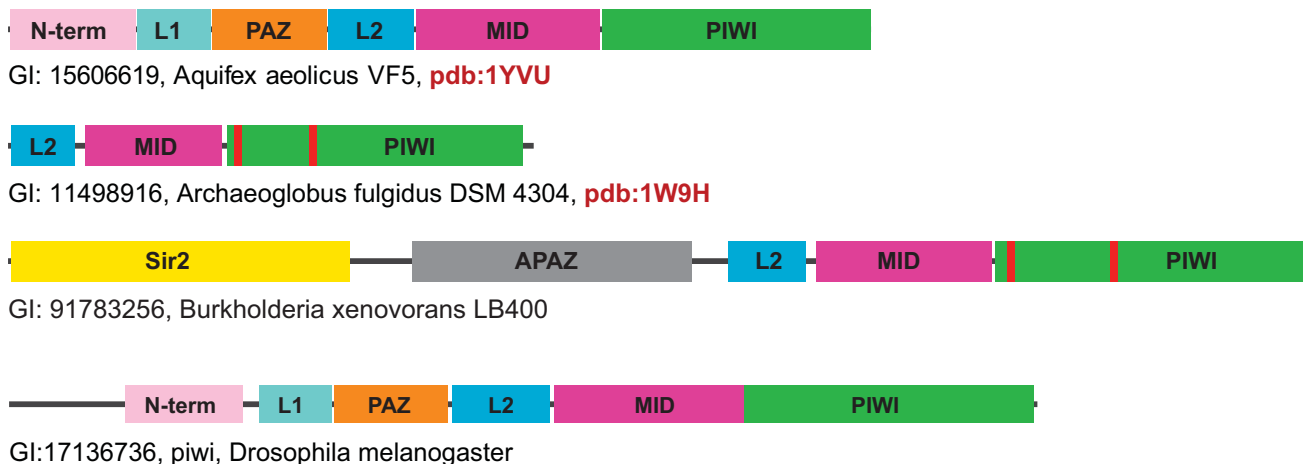 N-term L1 PAZ L2 MID PIWI
GI: 15606619, Aquifex aeolicus VF5, pdb:1YVU
L2 MID PIWI
GI: 11498916, Archaeoglobus fulgidus DSM 4304, pdb:1W9H
Sir2 APAZ L2 MID PIWI
GI: 91783256, Burkholderia xenovorans LB400
N-term L1 PAZ L2 MID PIWI
GI:17136736, piwi, Drosophila melanogaster